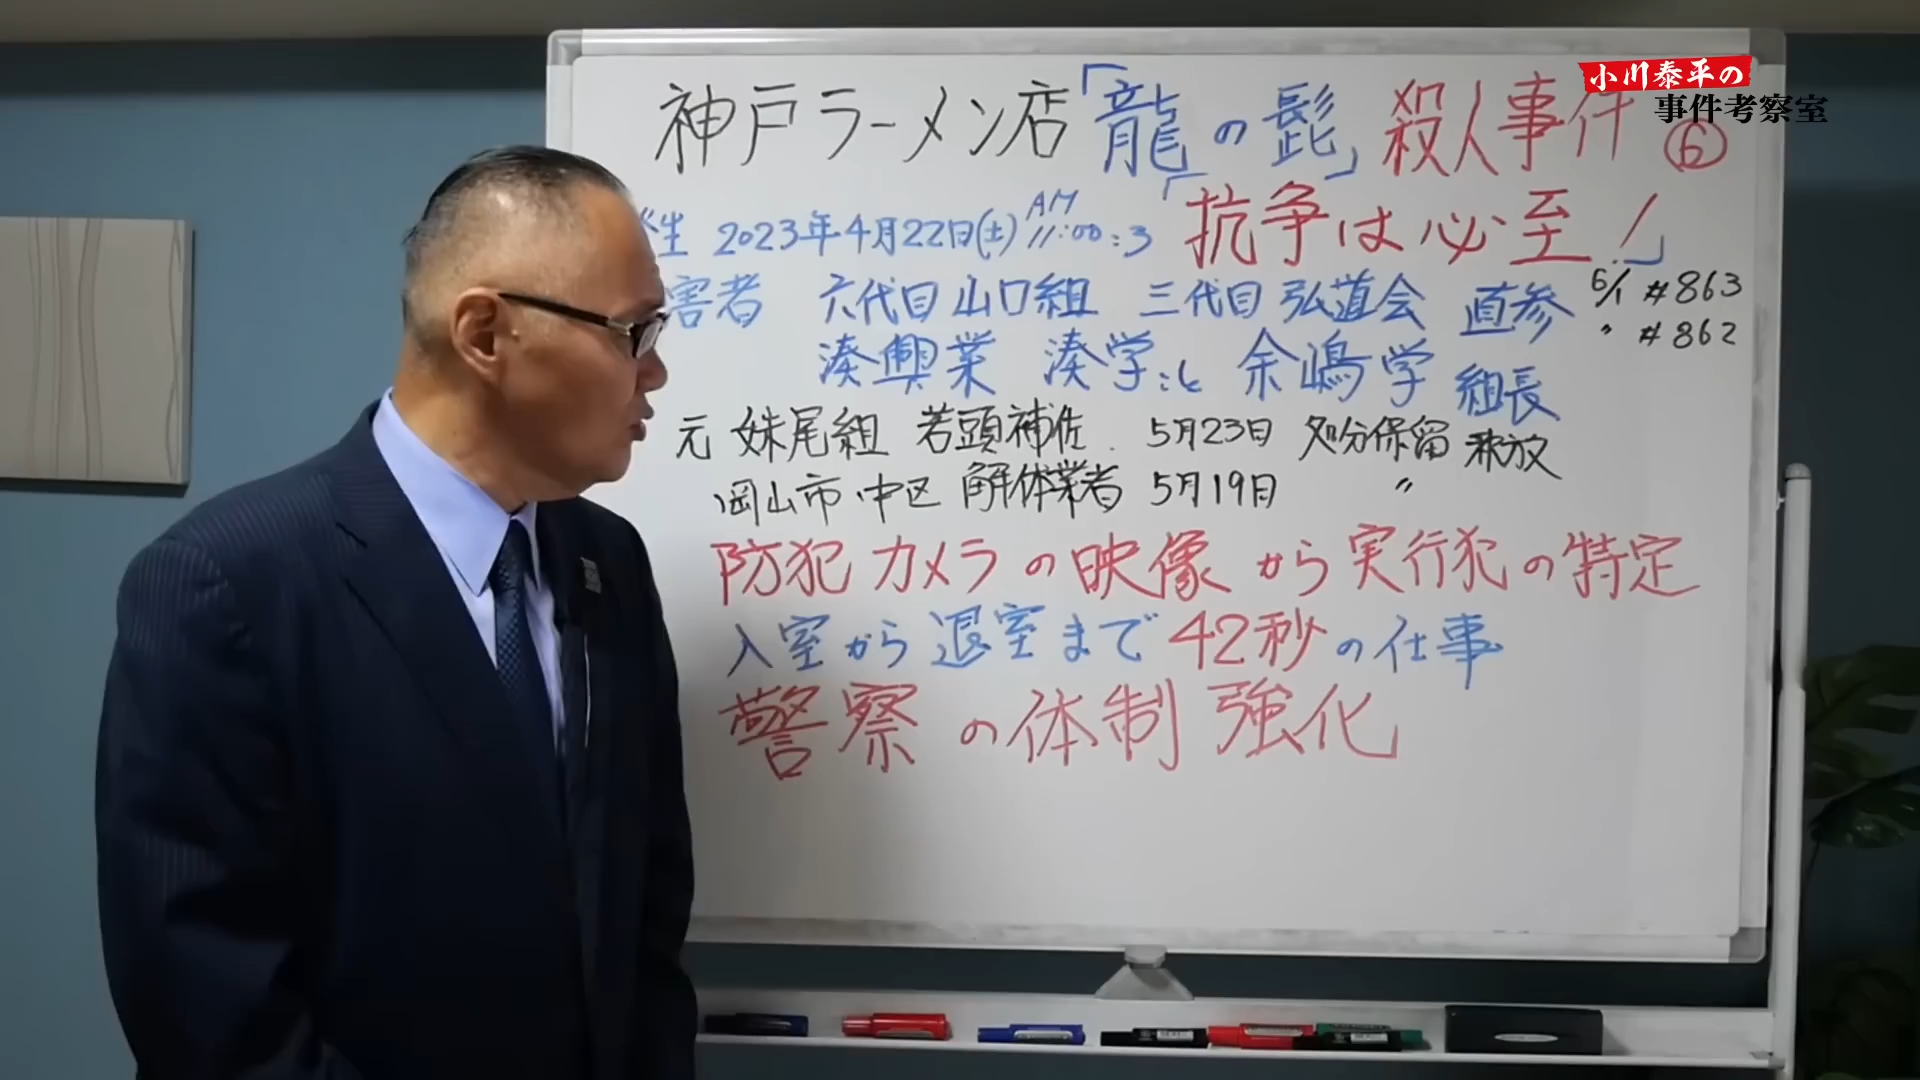 小川泰平の
事件考察室
神戸ラーメン店「龍の髭」殺人事件⑥
生 2023年4月22日(土) AM 11:00:3 「抗争は必至!」
害者 六代目山口組 三代目弘道会 直参 6/1 #863
〃 #862
湊興業 湊学こと 余嶋学 組長
元 妹尾組 若頭補佐. 5月23日 処分保留 釈放
岡山市中区 解体業者 5月19日 〃
防犯カメラの映像から実行犯の特定
入室から退室まで42秒の仕事
警察の体制強化